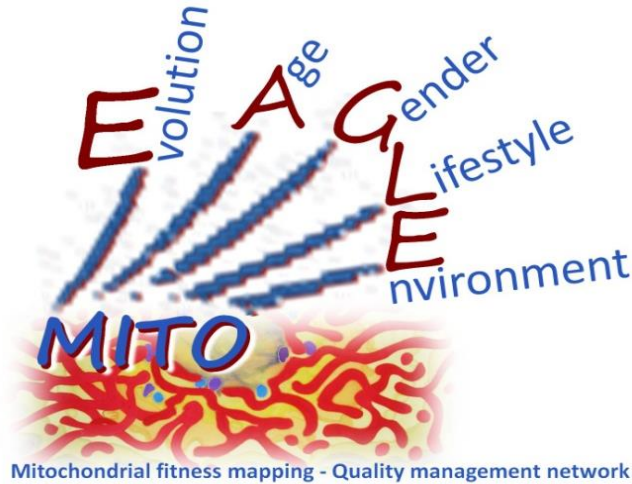 Evolution
Age
Gender
Lifestyle
Environment
MITO
Mitochondrial fitness mapping - Quality management network